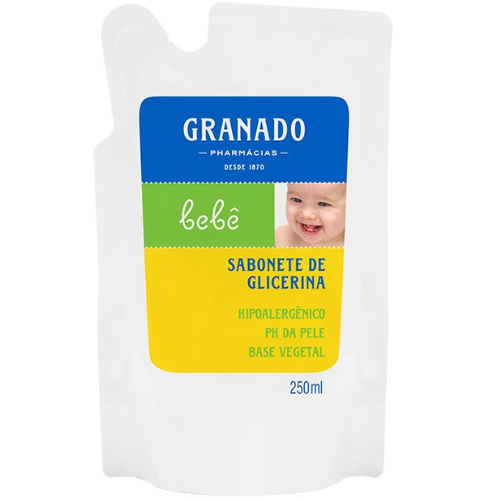 GRANADO
PHARMÁCIAS
DESDE 1870
bebê
SABONETE DE
GLICERINA
HIPOALERGÊNICO
PH DA PELE
BASE VEGETAL
250ml